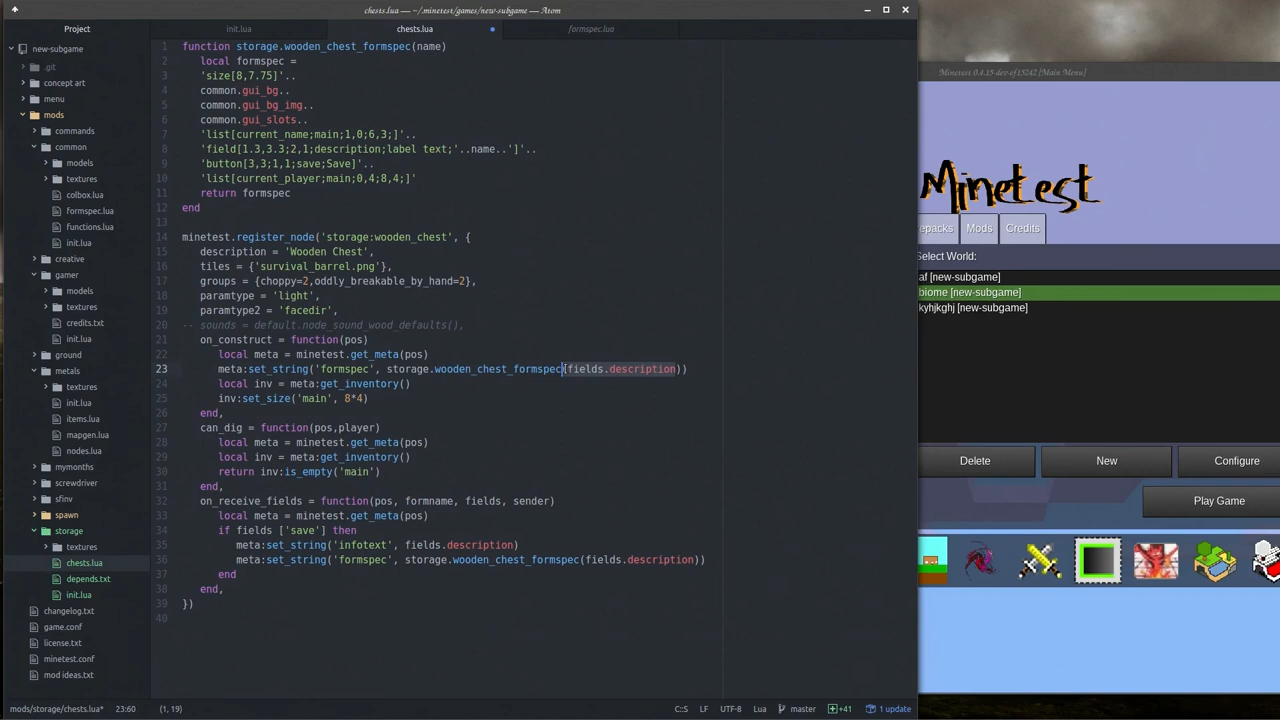 chests.lua — ~/.minetest/games/new-subgame — Atom
Project
init.lua
chests.lua
formspec.lua
new-subgame
.git
concept art
menu
mods
commands
common
models
textures
colbox.lua
formspec.lua
functions.lua
init.lua
creative
gamer
models
textures
credits.txt
init.lua
ground
metals
textures
init.lua
items.lua
mapgen.lua
nodes.lua
mymonths
screwdriver
sfinv
spawn
storage
textures
chests.lua
depends.txt
init.lua
changelog.txt
game.conf
license.txt
minetest.conf
mod ideas.txt
1 function storage.wooden_chest_formspec(name)
2 local formspec =
3 'size[8,7.75]'..
4 common.gui_bg..
5 common.gui_bg_img..
6 common.gui_slots..
7 'list[current_name;main;1,0;6,3;]'..
8 'field[1.3,3.3;2,1;description;label text;'..name..']'..
9 'button[3,3;1,1;save;Save]'..
10 'list[current_player;main;0,4;8,4;]'
11 return formspec
12 end
13
14 minetest.register_node('storage:wooden_chest', {
15 description = 'Wooden Chest',
16 tiles = {'survival_barrel.png'},
17 groups = {choppy=2,oddly_breakable_by_hand=2},
18 paramtype = 'light',
19 paramtype2 = 'facedir',
20 -- sounds = default.node_sound_wood_defaults(),
21 on_construct = function(pos)
22 local meta = minetest.get_meta(pos)
23 meta:set_string('formspec', storage.wooden_chest_formspec(fields.description))
24 local inv = meta:get_inventory()
25 inv:set_size('main', 8*4)
26 end,
27 can_dig = function(pos,player)
28 local meta = minetest.get_meta(pos)
29 local inv = meta:get_inventory()
30 return inv:is_empty('main')
31 end,
32 on_receive_fields = function(pos, formname, fields, sender)
33 local meta = minetest.get_meta(pos)
34 if fields ['save'] then
35 meta:set_string('infotext', fields.description)
36 meta:set_string('formspec', storage.wooden_chest_formspec(fields.description))
37 end
38 end,
39 })
40
mods/storage/chests.lua* 23:60 (1, 19)
C::S LF UTF-8 Lua master +41 1 update
Minetest 0.4.15-dev-ef15242 [Main Menu]
Minetest
epacks Mods Credits
Select World:
af [new-subgame]
biome [new-subgame]
kyhjkghj [new-subgame]
Delete New Configure
Play Game